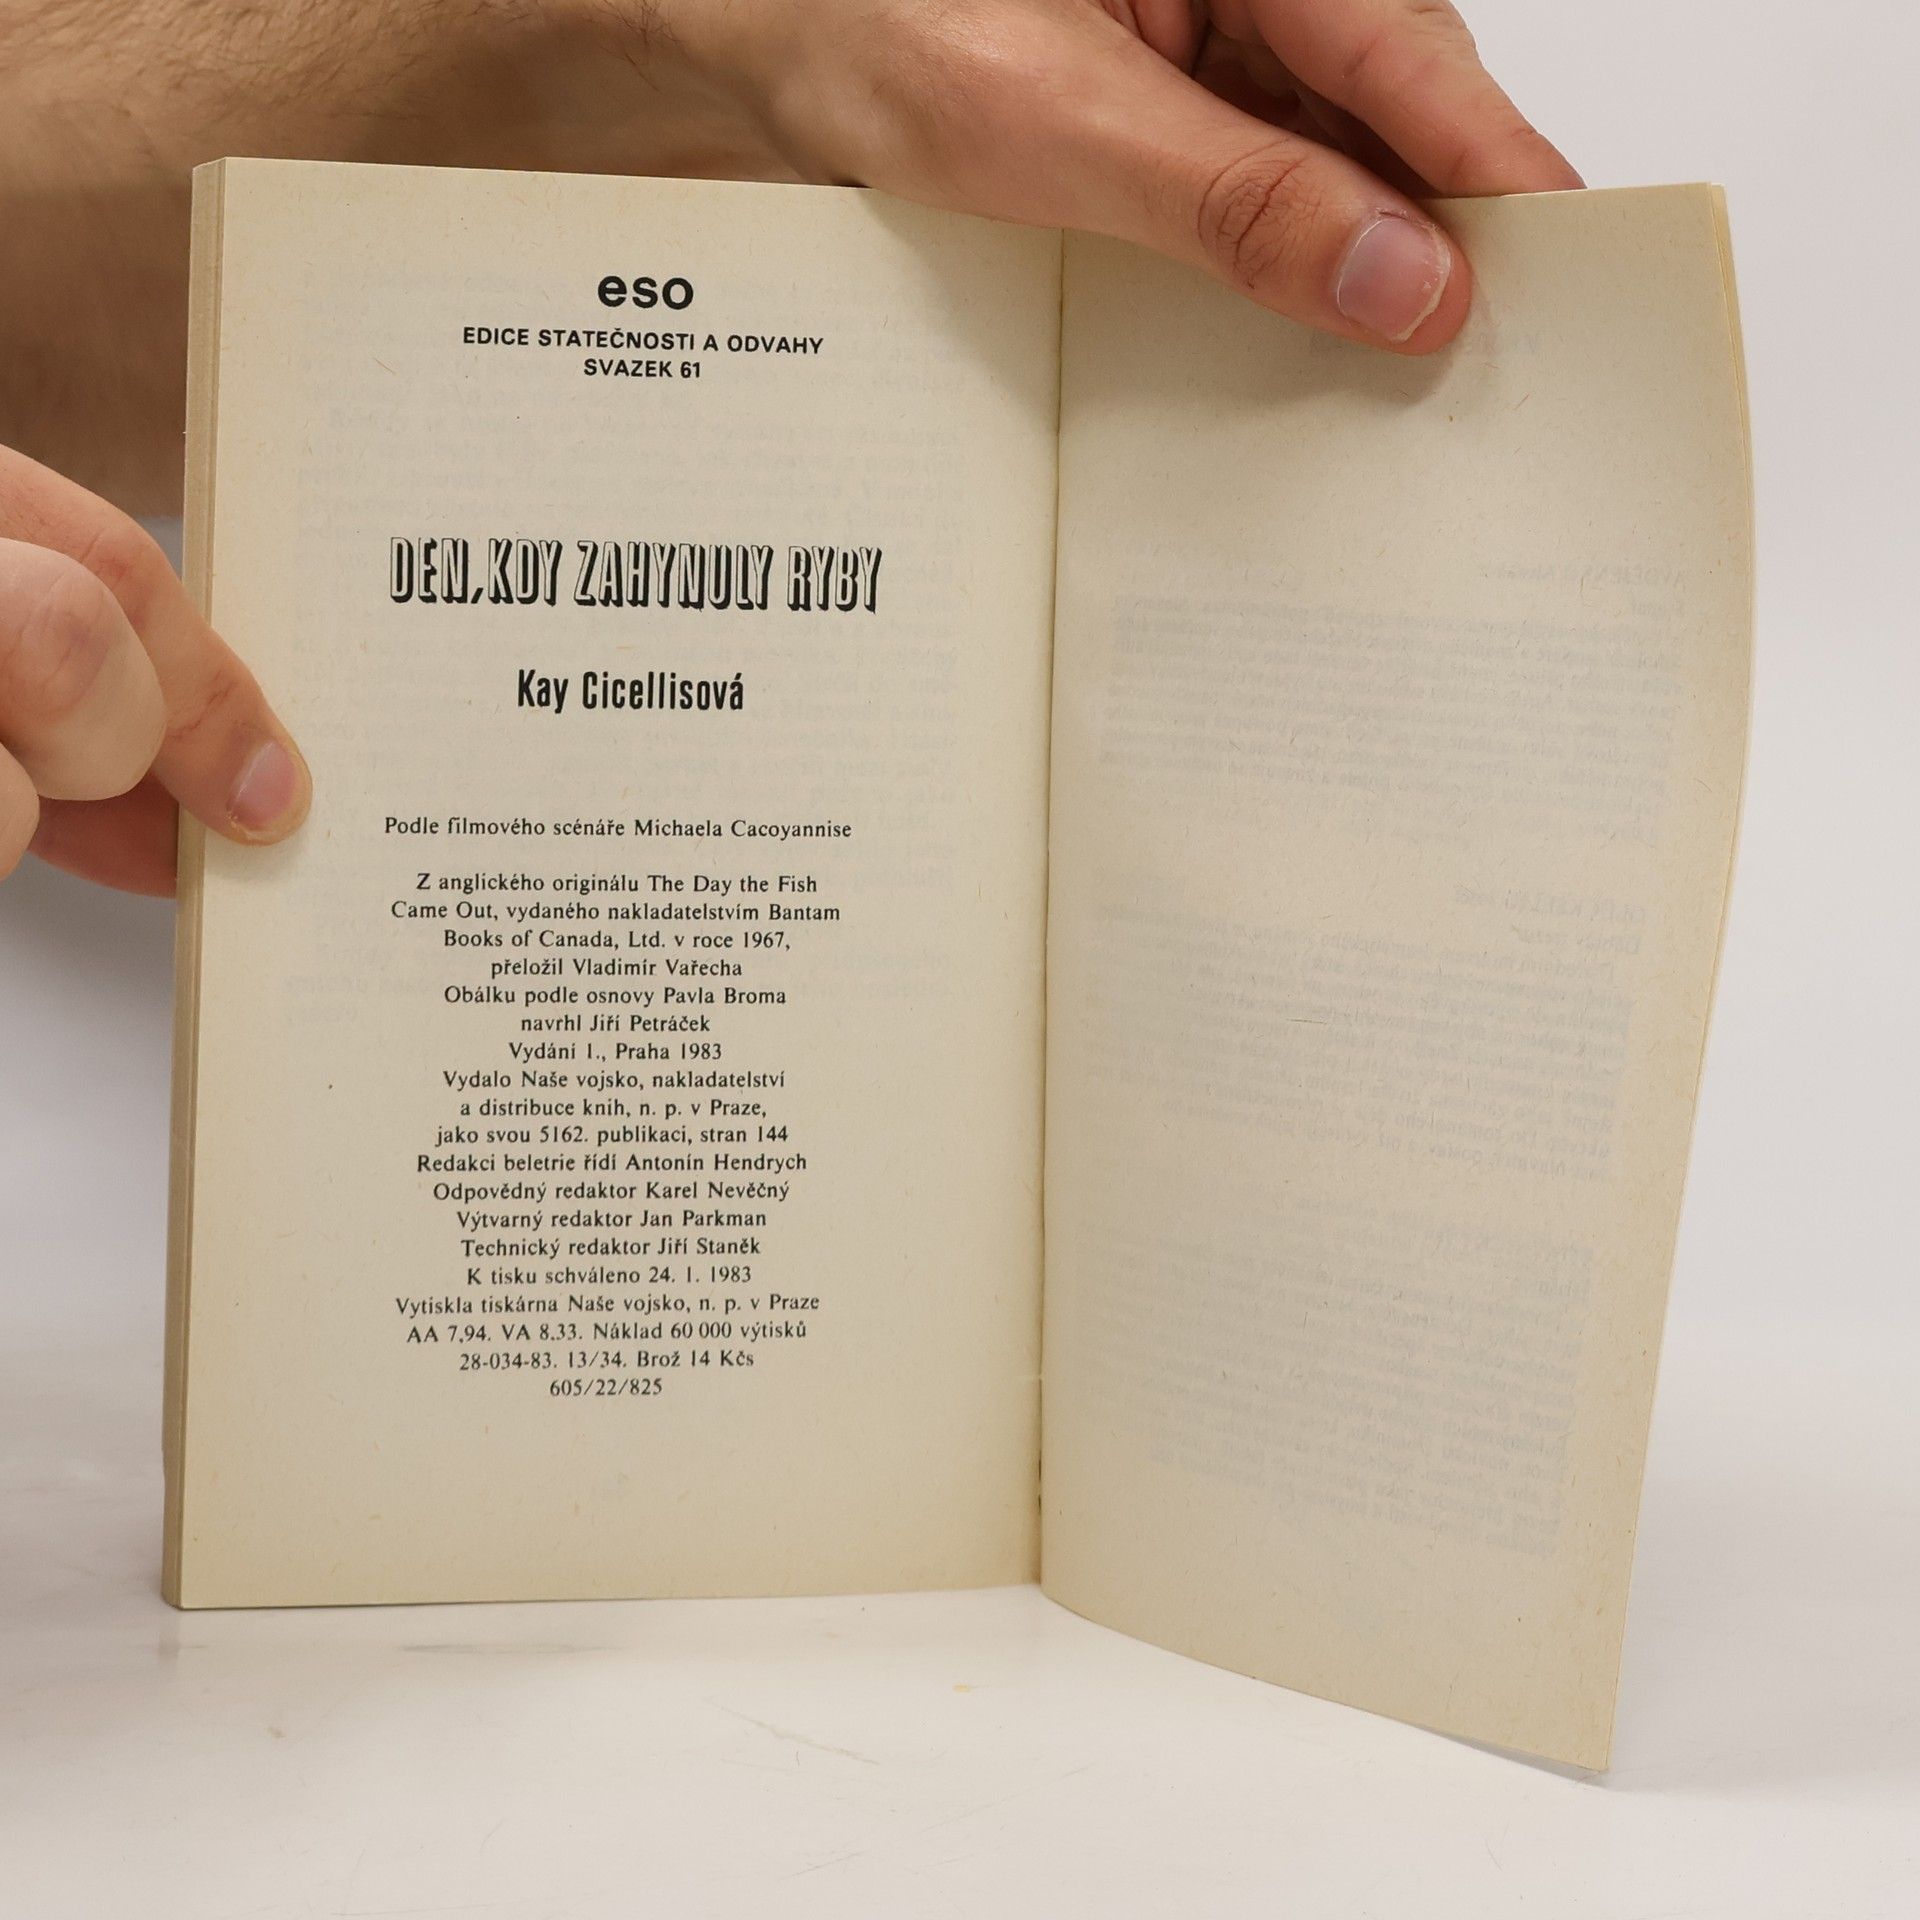 eso
EDICE STATEČNOSTI A ODVAHY
SVAZEK 61
DEN, KDY ZAHYNULY RYBY
Kay Cicellisová
Podle filmového scénáře Michaela Cacoyannise
Z anglického originálu The Day the Fish
Came Out, vydaného nakladatelstvím Bantam
Books of Canada, Ltd. v roce 1967,
přeložil Vladimír Vařecha
Obálku podle osnovy Pavla Broma
navrhl Jiří Petráček
Vydání 1., Praha 1983
Vydalo Naše vojsko, nakladatelství
a distribuce knih, n. p. v Praze,
jako svou 5162. publikaci, stran 144
Redakci beletrie řídí Antonín Hendrych
Odpovědný redaktor Karel Nevěčný
Výtvarný redaktor Jan Parkman
Technický redaktor Jiří Staněk
K tisku schváleno 24. 1. 1983
Vytiskla tiskárna Naše vojsko, n. p. v Praze
AA 7,94. VA 8,33. Náklad 60 000 výtisků
28-034-83. 13/34. Brož 14 Kčs
605/22/825